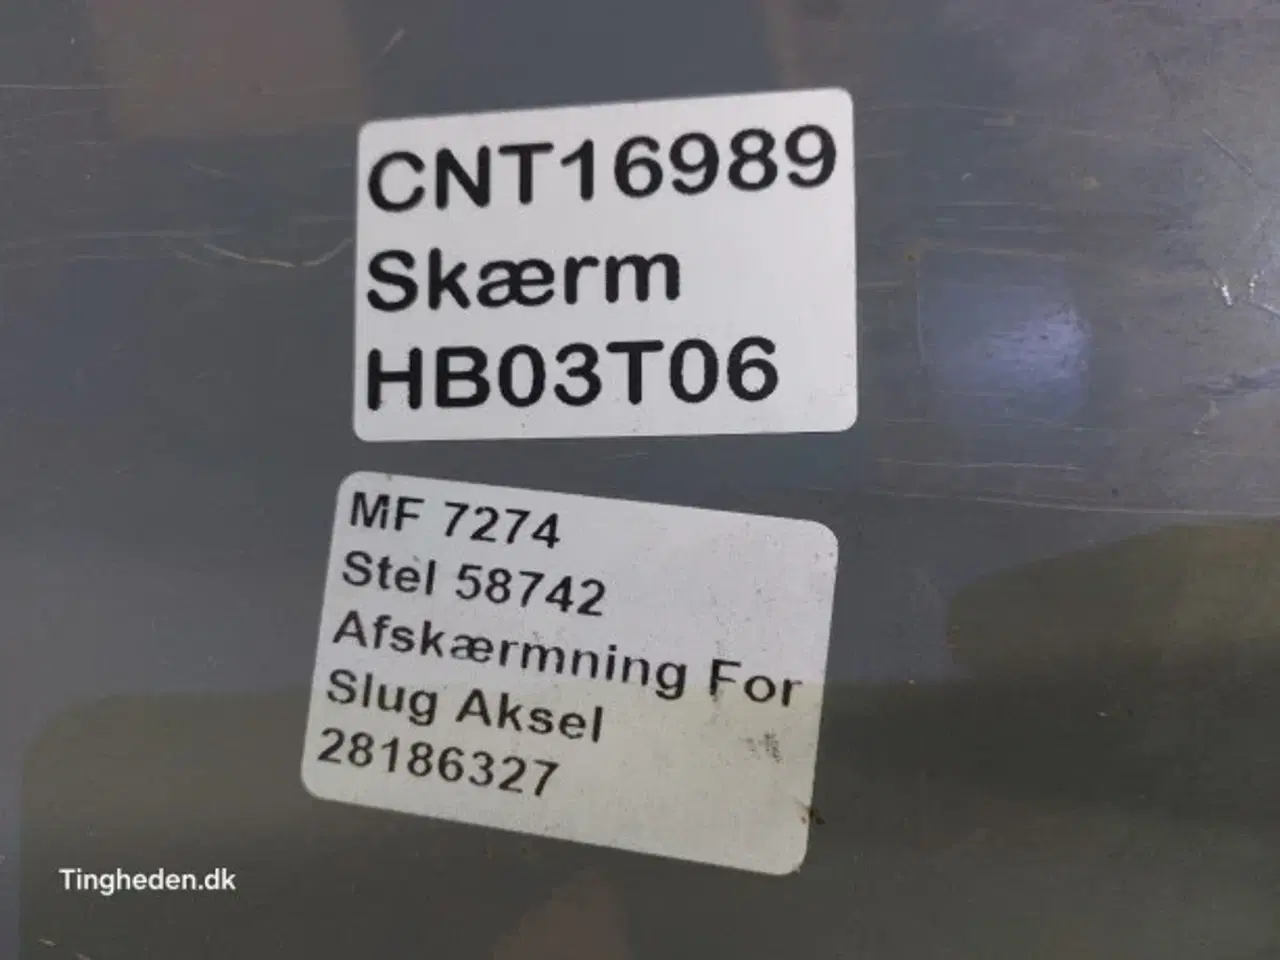 CNT16989
Skærm
HB03T06
MF 7274
Stel 58742
Afskærmning For
Slug Aksel
28186327
Tingheden.dk